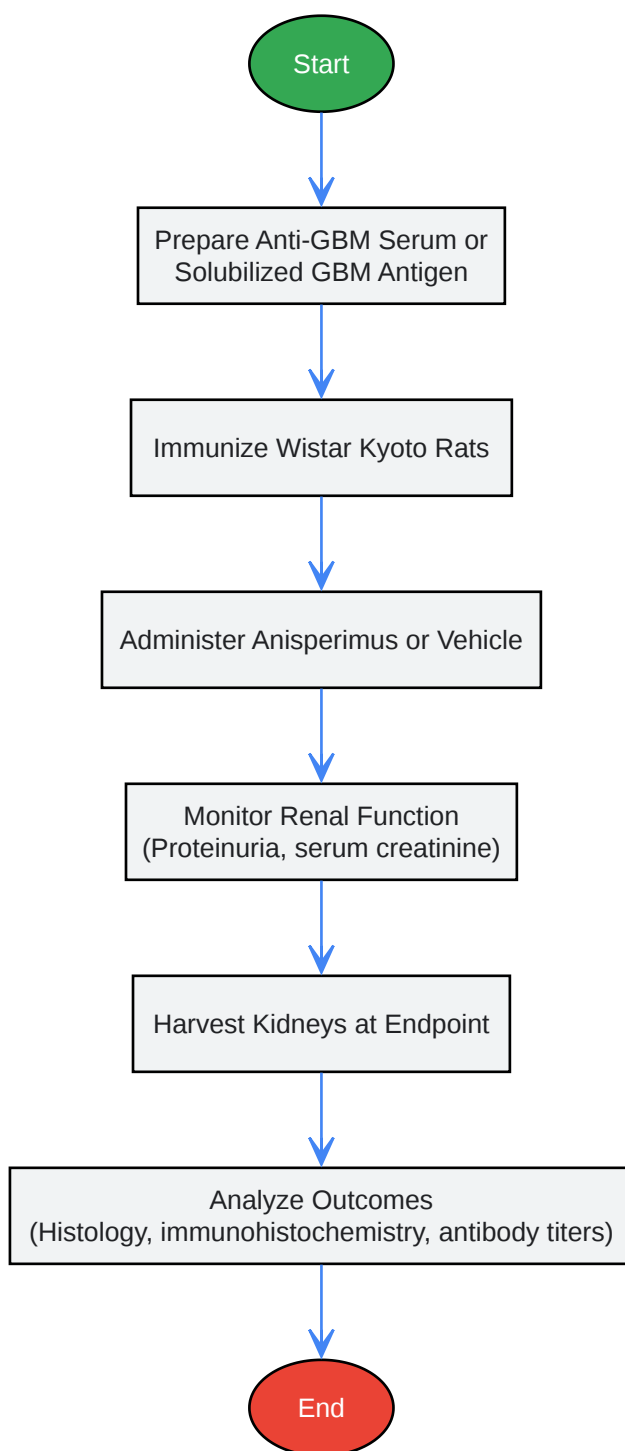 Start
Prepare Anti-GBM Serum or
Solubilized GBM Antigen
Immunize Wistar Kyoto Rats
Administer Anisperimus or Vehicle
Monitor Renal Function
(Proteinuria, serum creatinine)
Harvest Kidneys at Endpoint
Analyze Outcomes
(Histology, immunohistochemistry, antibody titers)
End